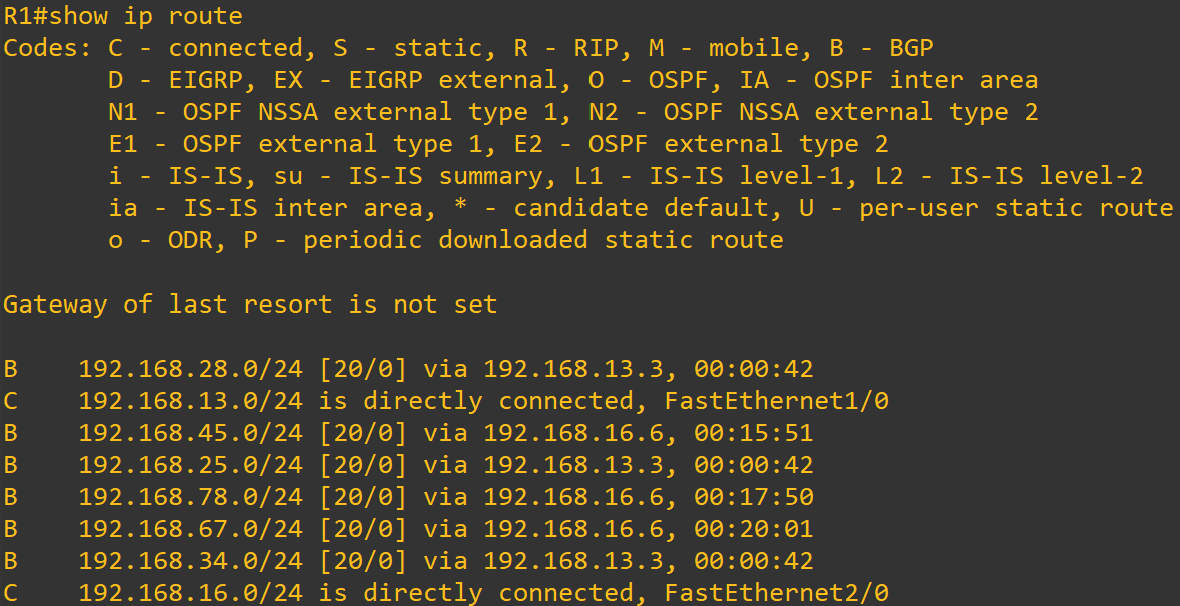 R1#show ip route
Codes: C - connected, S - static, R - RIP, M - mobile, B - BGP
       D - EIGRP, EX - EIGRP external, O - OSPF, IA - OSPF inter area
       N1 - OSPF NSSA external type 1, N2 - OSPF NSSA external type 2
       E1 - OSPF external type 1, E2 - OSPF external type 2
       i - IS-IS, su - IS-IS summary, L1 - IS-IS level-1, L2 - IS-IS level-2
       ia - IS-IS inter area, * - candidate default, U - per-user static route
       o - ODR, P - periodic downloaded static route
Gateway of last resort is not set
B    192.168.28.0/24 [20/0] via 192.168.13.3, 00:00:42
C    192.168.13.0/24 is directly connected, FastEthernet1/0
B    192.168.45.0/24 [20/0] via 192.168.16.6, 00:15:51
B    192.168.25.0/24 [20/0] via 192.168.13.3, 00:00:42
B    192.168.78.0/24 [20/0] via 192.168.16.6, 00:17:50
B    192.168.67.0/24 [20/0] via 192.168.16.6, 00:20:01
B    192.168.34.0/24 [20/0] via 192.168.13.3, 00:00:42
C    192.168.16.0/24 is directly connected, FastEthernet2/0